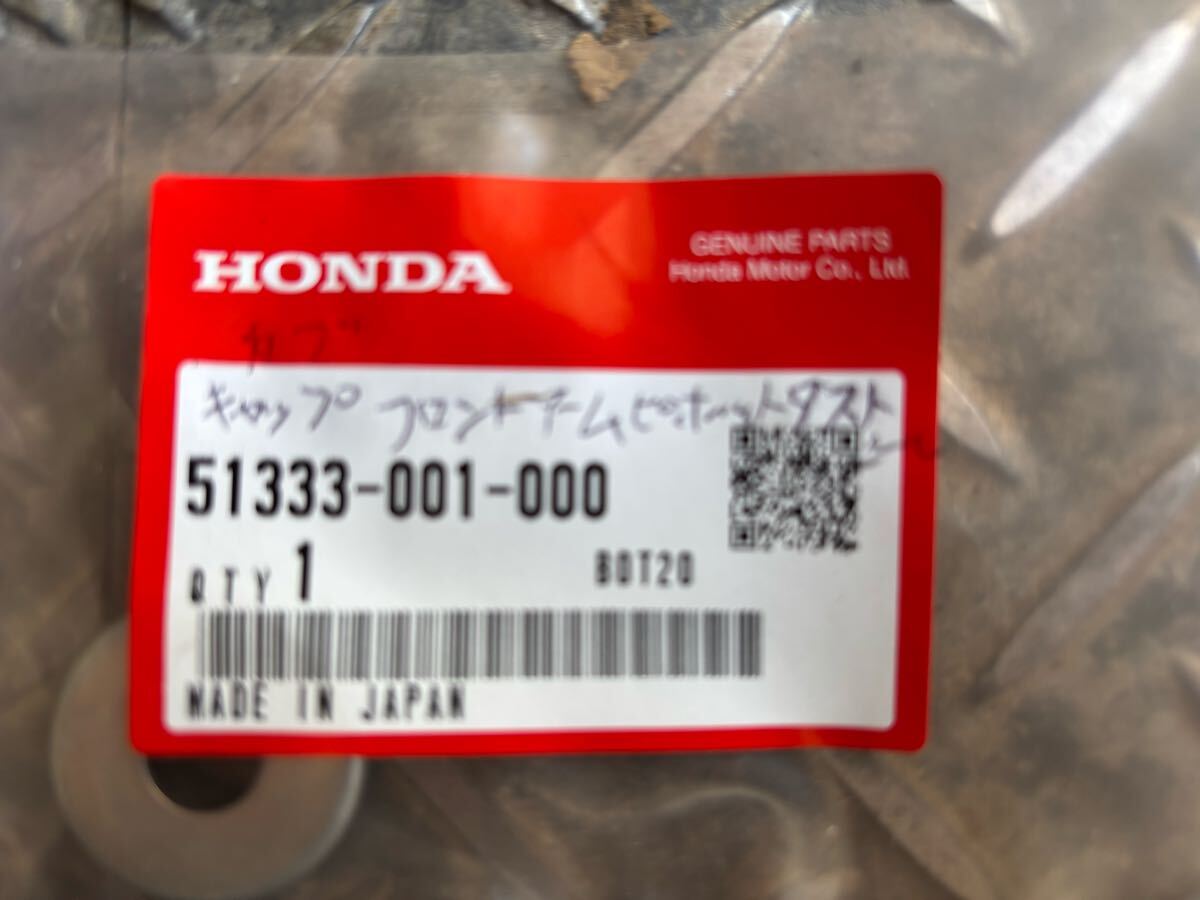 HONDA
GENUINE PARTS
Honda Motor Co., Ltd.
カブ
キャップ フロントアームピボットダスト
51333-001-000
QTY 1
BOT20
MADE IN JAPAN